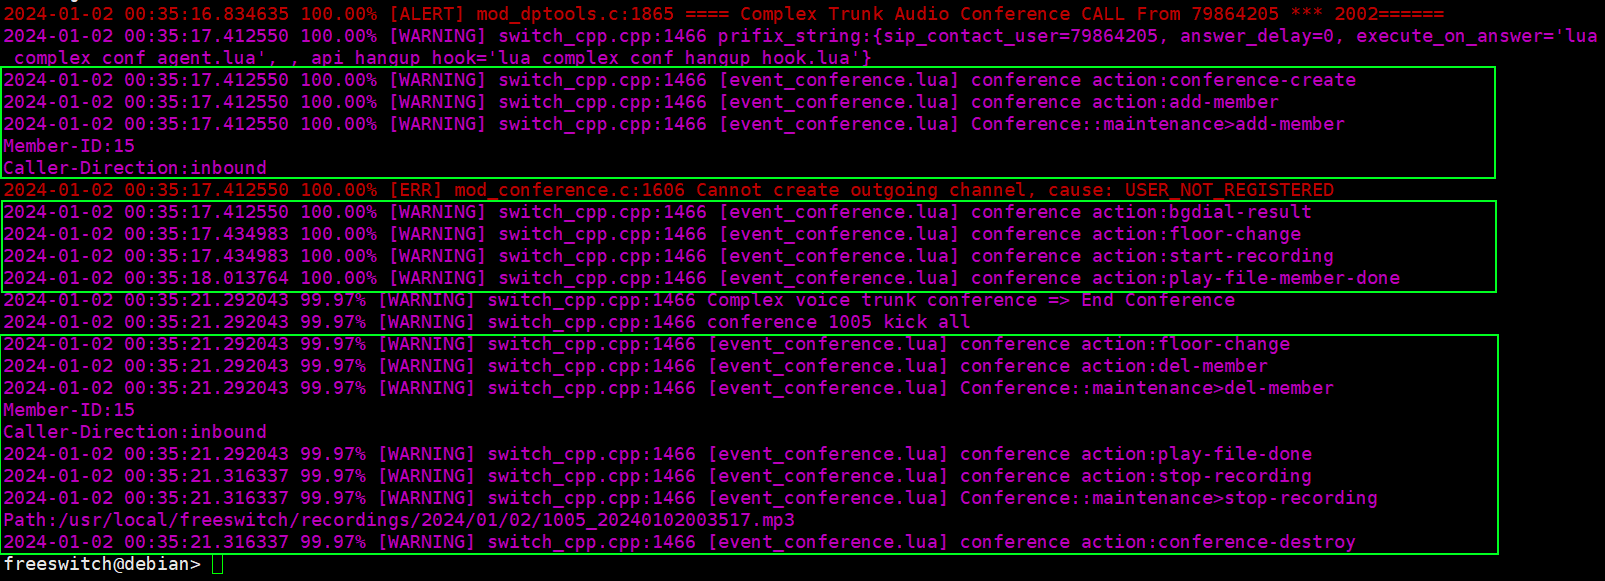 2024-01-02 00:35:16.834635 100.00% [ALERT] mod_dptools.c:1865 ==== Complex Trunk Audio Conference CALL From 79864205 *** 2002======
2024-01-02 00:35:17.412550 100.00% [WARNING] switch_cpp.cpp:1466 prifix_string:{sip_contact_user=79864205, answer_delay=0, execute_on_answer='lua
 complex_conf_agent.lua', , api_hangup_hook='lua complex_conf_hangup_hook.lua'}
2024-01-02 00:35:17.412550 100.00% [WARNING] switch_cpp.cpp:1466 [event_conference.lua] conference action:conference-create
2024-01-02 00:35:17.412550 100.00% [WARNING] switch_cpp.cpp:1466 [event_conference.lua] conference action:add-member
2024-01-02 00:35:17.412550 100.00% [WARNING] switch_cpp.cpp:1466 [event_conference.lua] Conference::maintenance>add-member
Member-ID:15
Caller-Direction:inbound
2024-01-02 00:35:17.412550 100.00% [ERR] mod_conference.c:1606 Cannot create outgoing channel, cause: USER_NOT_REGISTERED
2024-01-02 00:35:17.412550 100.00% [WARNING] switch_cpp.cpp:1466 [event_conference.lua] conference action:bgdial-result
2024-01-02 00:35:17.434983 100.00% [WARNING] switch_cpp.cpp:1466 [event_conference.lua] conference action:floor-change
2024-01-02 00:35:17.434983 100.00% [WARNING] switch_cpp.cpp:1466 [event_conference.lua] conference action:start-recording
2024-01-02 00:35:18.013764 100.00% [WARNING] switch_cpp.cpp:1466 [event_conference.lua] conference action:play-file-member-done
2024-01-02 00:35:21.292043 99.97% [WARNING] switch_cpp.cpp:1466 Complex voice trunk conference => End Conference
2024-01-02 00:35:21.292043 99.97% [WARNING] switch_cpp.cpp:1466 conference 1005 kick all
2024-01-02 00:35:21.292043 99.97% [WARNING] switch_cpp.cpp:1466 [event_conference.lua] conference action:floor-change
2024-01-02 00:35:21.292043 99.97% [WARNING] switch_cpp.cpp:1466 [event_conference.lua] conference action:del-member
2024-01-02 00:35:21.292043 99.97% [WARNING] switch_cpp.cpp:1466 [event_conference.lua] Conference::maintenance>del-member
Member-ID:15
Caller-Direction:inbound
2024-01-02 00:35:21.292043 99.97% [WARNING] switch_cpp.cpp:1466 [event_conference.lua] conference action:play-file-done
2024-01-02 00:35:21.316337 99.97% [WARNING] switch_cpp.cpp:1466 [event_conference.lua] conference action:stop-recording
2024-01-02 00:35:21.316337 99.97% [WARNING] switch_cpp.cpp:1466 [event_conference.lua] Conference::maintenance>stop-recording
Path:/usr/local/freeswitch/recordings/2024/01/02/1005_20240102003517.mp3
2024-01-02 00:35:21.316337 99.97% [WARNING] switch_cpp.cpp:1466 [event_conference.lua] conference action:conference-destroy
freeswitch@debian>